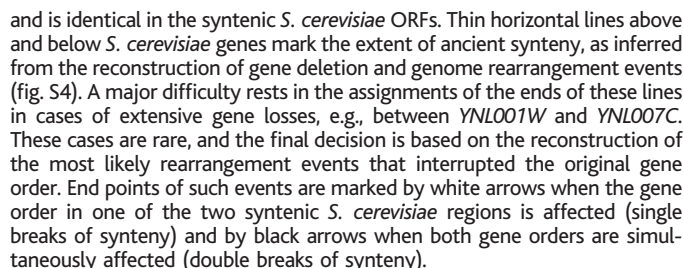 and is identical in the syntenic S. cerevisiae ORFs. Thin horizontal lines above
and below S. cerevisiae genes mark the extent of ancient synteny, as inferred
from the reconstruction of gene deletion and genome rearrangement events
(fig. S4). A major difficulty rests in the assignments of the ends of these lines
in cases of extensive gene losses, e.g., between YNL001W and YNL007C.
These cases are rare, and the final decision is based on the reconstruction of
the most likely rearrangement events that interrupted the original gene
order. End points of such events are marked by white arrows when the gene
order in one of the two syntenic S. cerevisiae regions is affected (single
breaks of synteny) and by black arrows when both gene orders are simul-
taneously affected (double breaks of synteny).